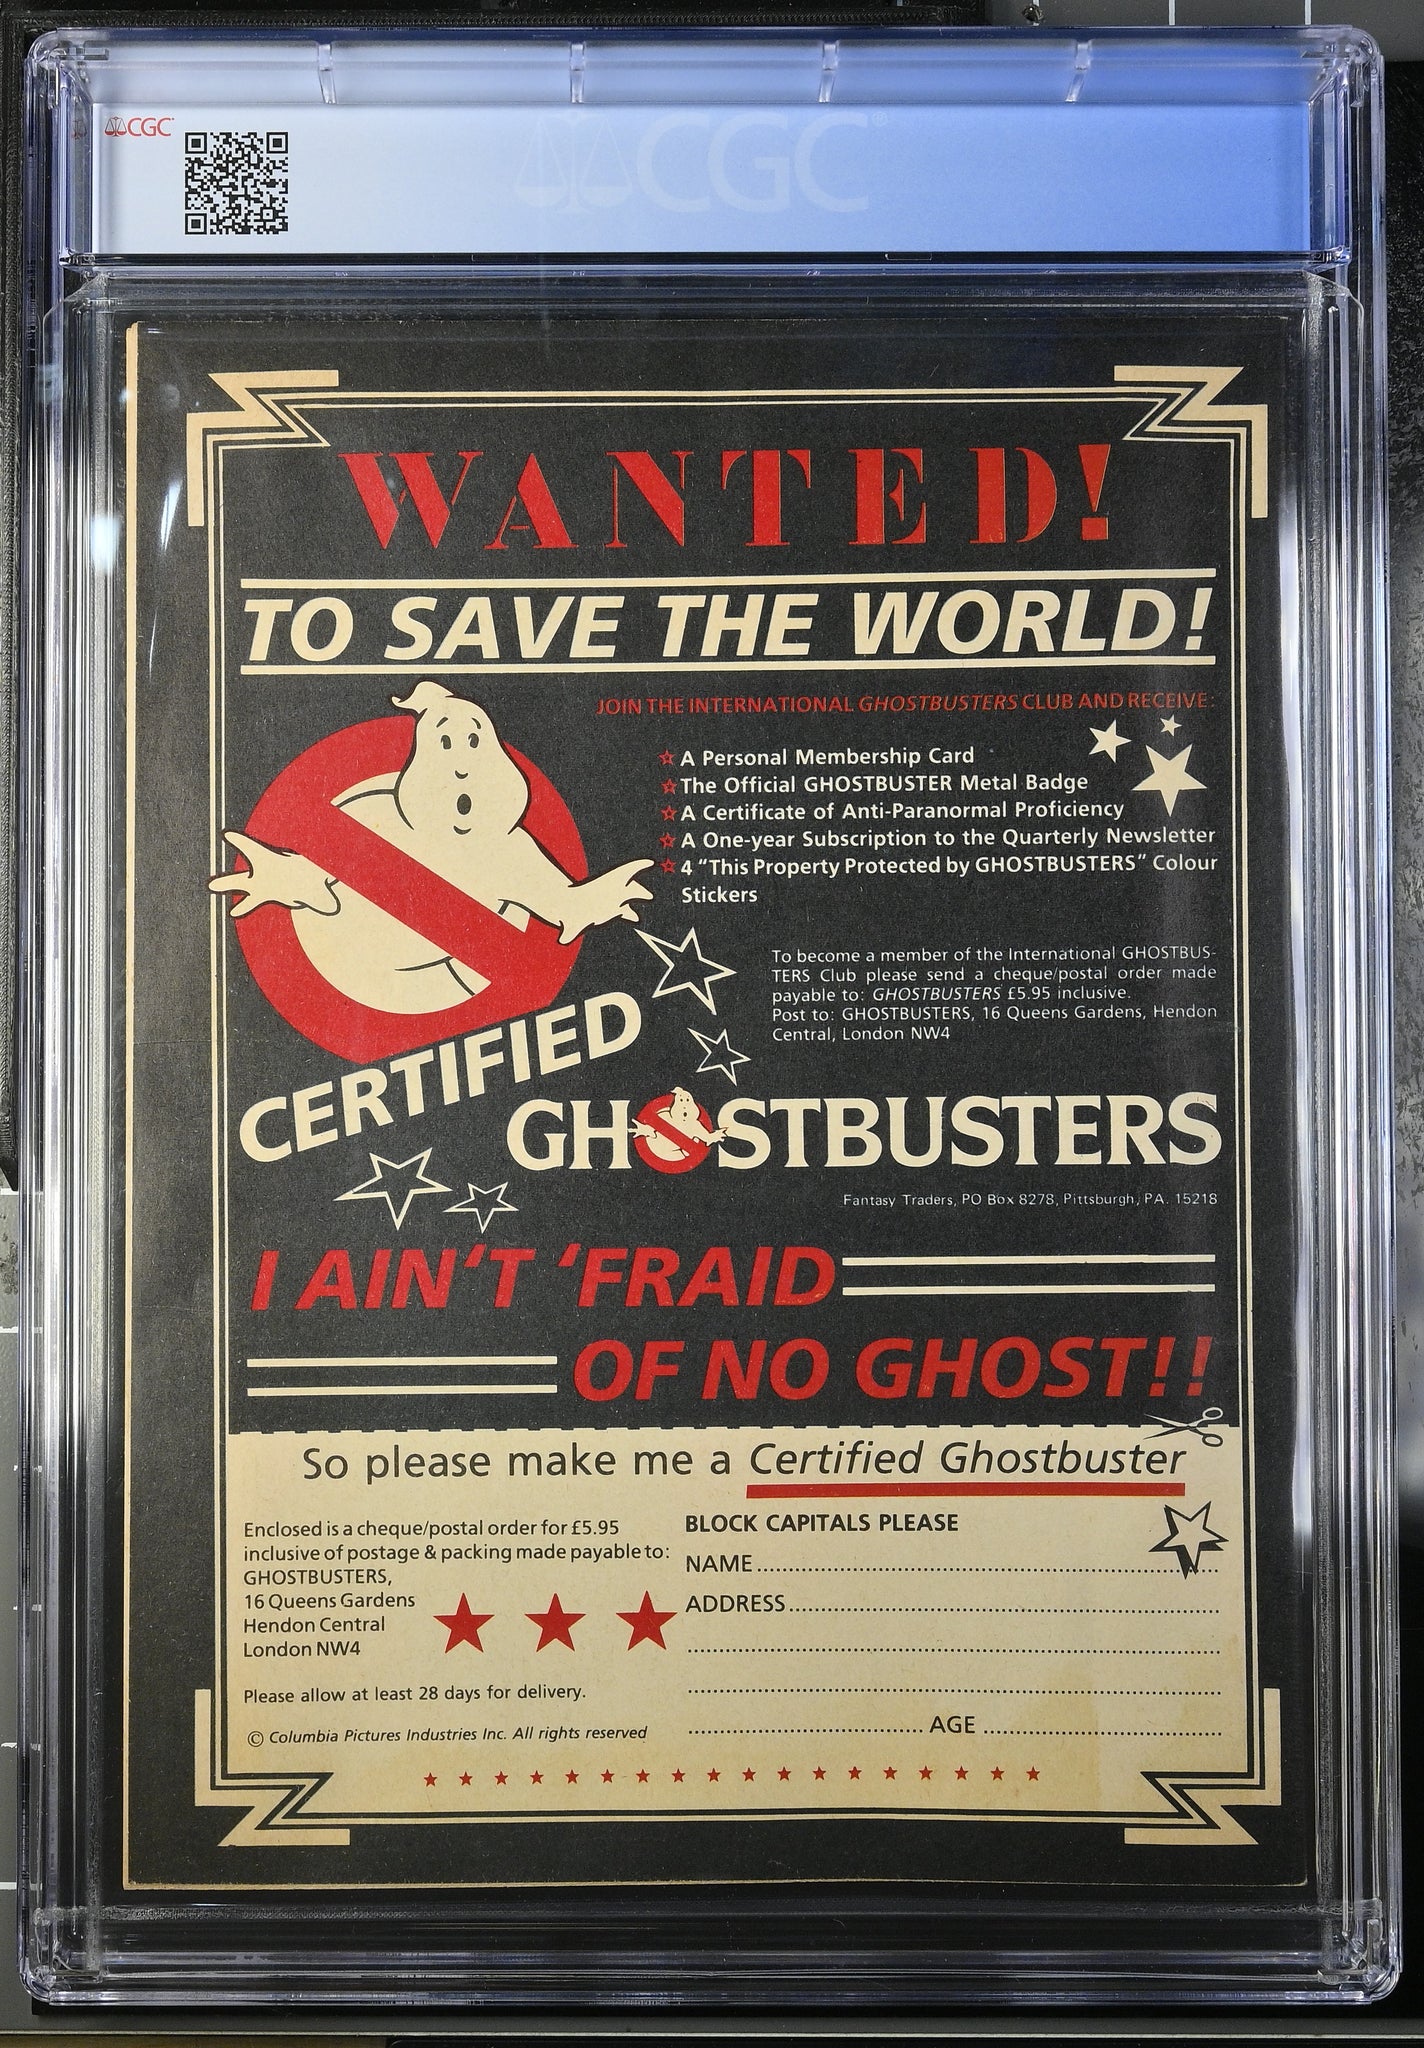 CGC
CGC
WANTED!
TO SAVE THE WORLD!
JOIN THE INTERNATIONAL GHOSTBUSTERS CLUB AND RECEIVE:
A Personal Membership Card
The Official GHOSTBUSTER Metal Badge
A Certificate of Anti-Paranormal Proficiency
A One-year Subscription to the Quarterly Newsletter
4 “This Property Protected by GHOSTBUSTERS” Colour
Stickers
To become a member of the International GHOSTBUS-
TERS Club please send a cheque/postal order made
payable to: GHOSTBUSTERS £5.95 inclusive.
Post to: GHOSTBUSTERS, 16 Queens Gardens, Hendon
Central, London NW4
CERTIFIED
GHOSTBUSTERS
Fantasy Traders, PO Box 8278, Pittsburgh, PA. 15218
I AIN‘T ‘FRAID
OF NO GHOST!!
So please make me a Certified Ghostbuster
Enclosed is a cheque/postal order for £5.95
inclusive of postage & packing made payable to:
GHOSTBUSTERS,
16 Queens Gardens
Hendon Central
London NW4
Please allow at least 28 days for delivery.
© Columbia Pictures Industries Inc. All rights reserved
BLOCK CAPITALS PLEASE
NAME
ADDRESS
AGE